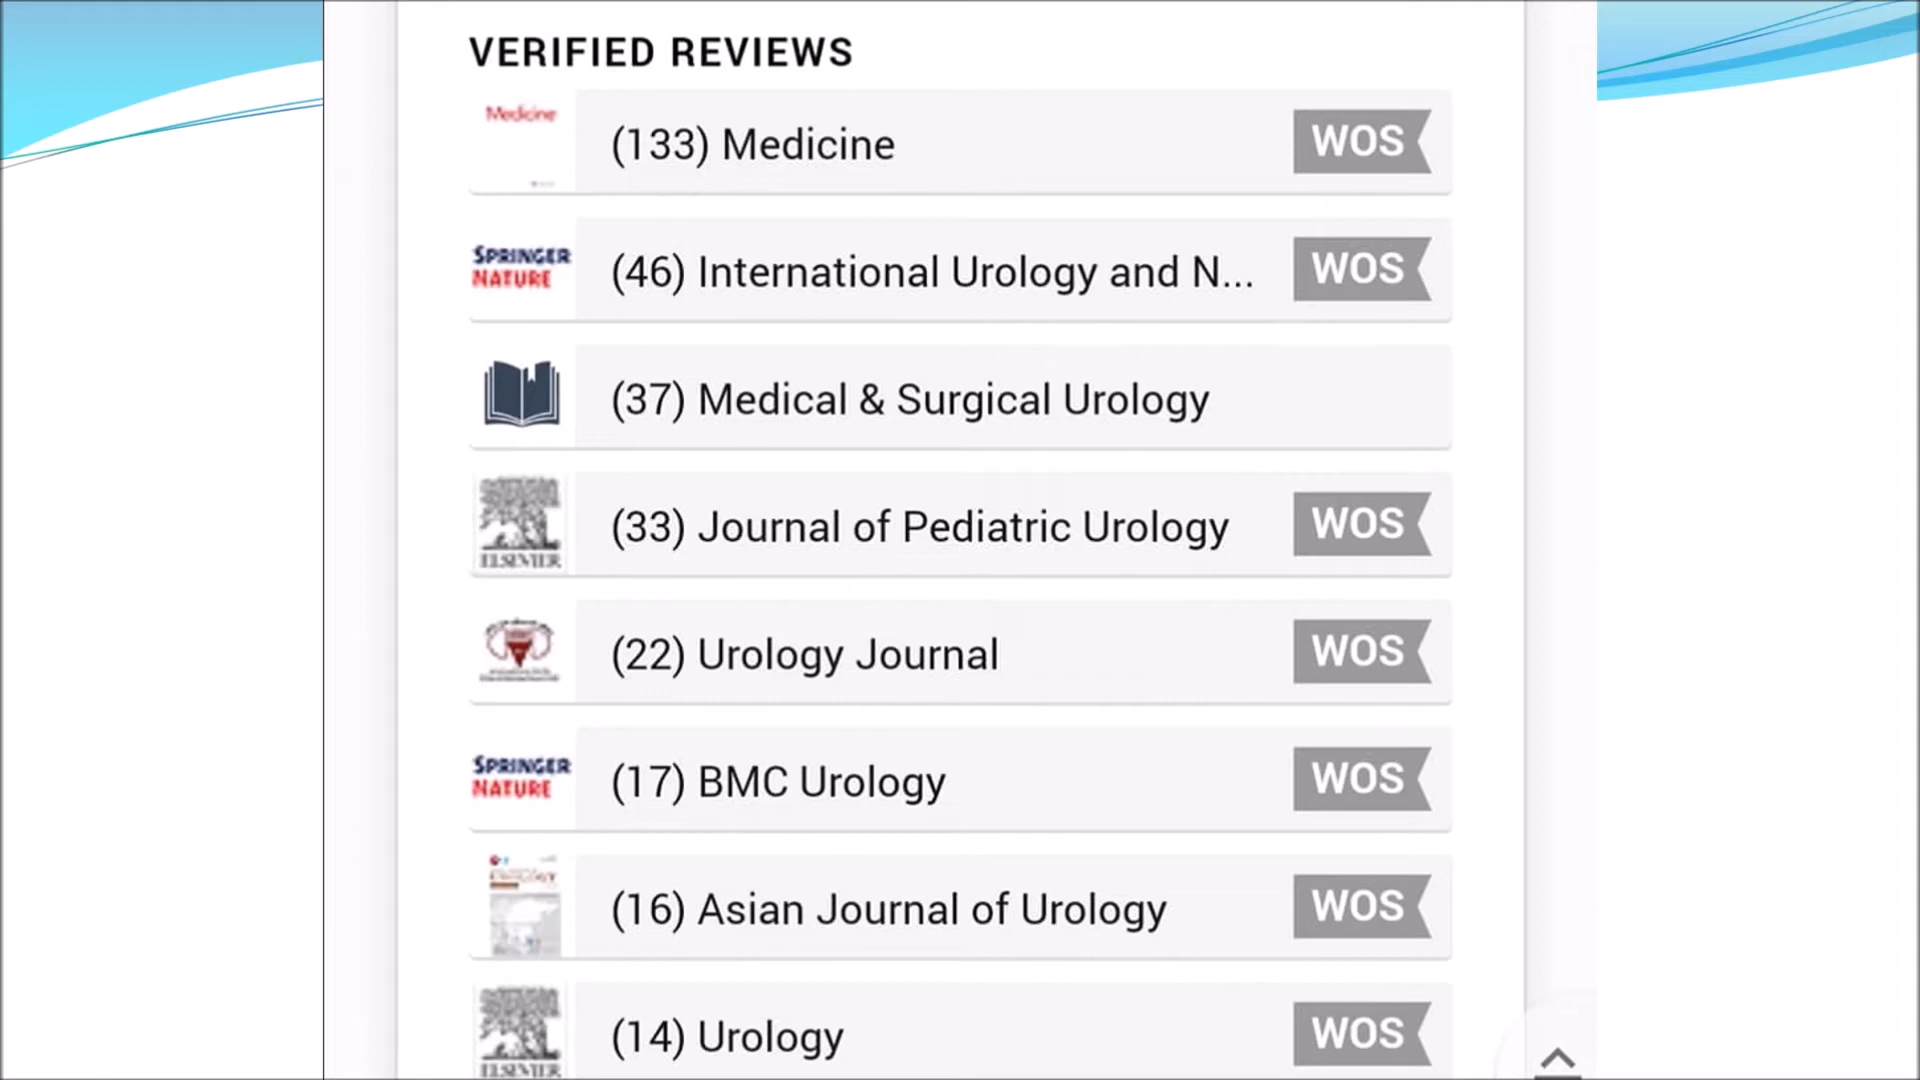 VERIFIED REVIEWS
Medicine
(133) Medicine
WOS
SPRINGER NATURE
(46) International Urology and N...
WOS
(37) Medical & Surgical Urology
ELSEVIER
(33) Journal of Pediatric Urology
WOS
(22) Urology Journal
WOS
SPRINGER NATURE
(17) BMC Urology
WOS
(16) Asian Journal of Urology
WOS
ELSEVIER
(14) Urology
WOS